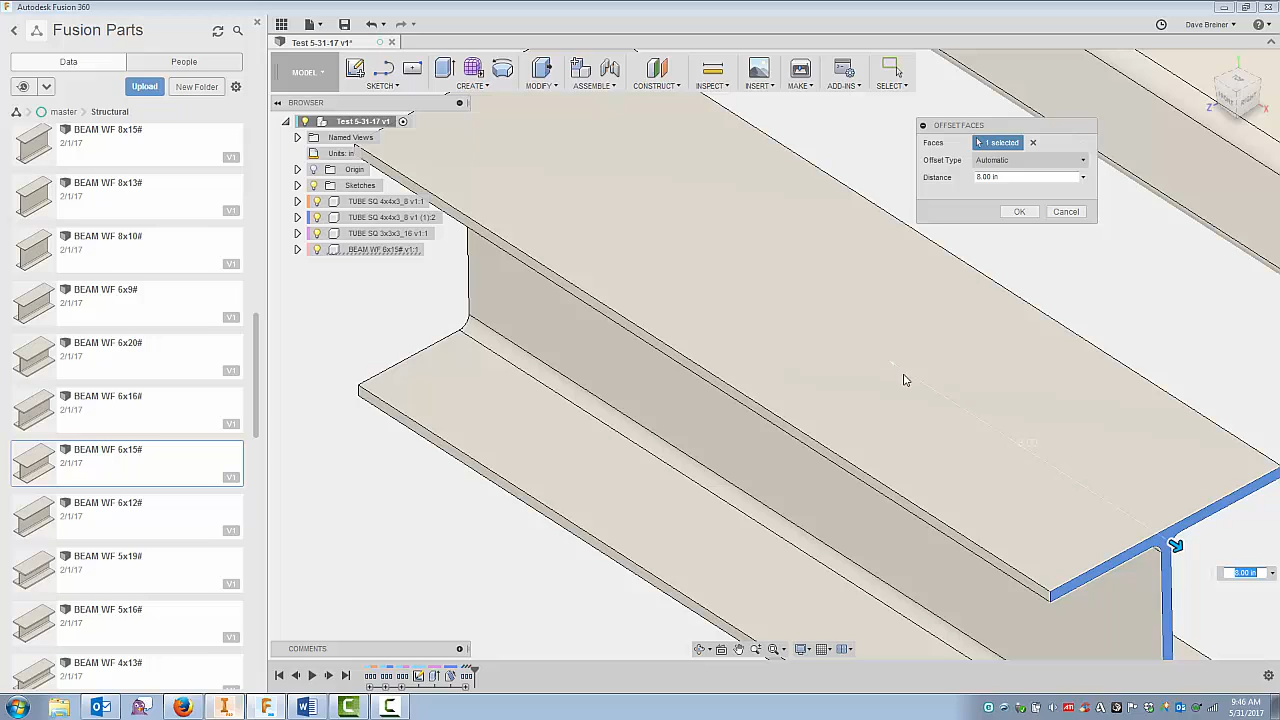 Autodesk Fusion 360
Fusion Parts
Data
People
Upload
New Folder
master
Structural
BEAM WF 8x15#
2/1/17
V1
BEAM WF 8x13#
2/1/17
V1
BEAM WF 8x10#
2/1/17
V1
BEAM WF 6x9#
2/1/17
V1
BEAM WF 6x20#
2/1/17
V1
BEAM WF 6x16#
2/1/17
V1
BEAM WF 6x15#
2/1/17
V1
BEAM WF 6x12#
2/1/17
V1
BEAM WF 5x19#
2/1/17
V1
BEAM WF 5x16#
2/1/17
V1
BEAM WF 4x13#
2/1/17
Dave Breiner
Test 5-31-17 v1*
MODEL
SKETCH
CREATE
MODIFY
ASSEMBLE
CONSTRUCT
INSPECT
INSERT
MAKE
ADD-INS
SELECT
BROWSER
Test 5-31-17 v1
Named Views
Units: in
Origin
Sketches
TUBE SQ 4x4x3_8 v1:1
TUBE SQ 4x4x3_8 v1 (1):2
TUBE SQ 3x3x3_16 v1:1
BEAM WF 6x15# v1:1
OFFSET FACES
Faces
1 selected
Offset Type
Automatic
Distance
8.00 in
OK
Cancel
8.00
8.00 in
COMMENTS
9:46 AM
5/31/2017